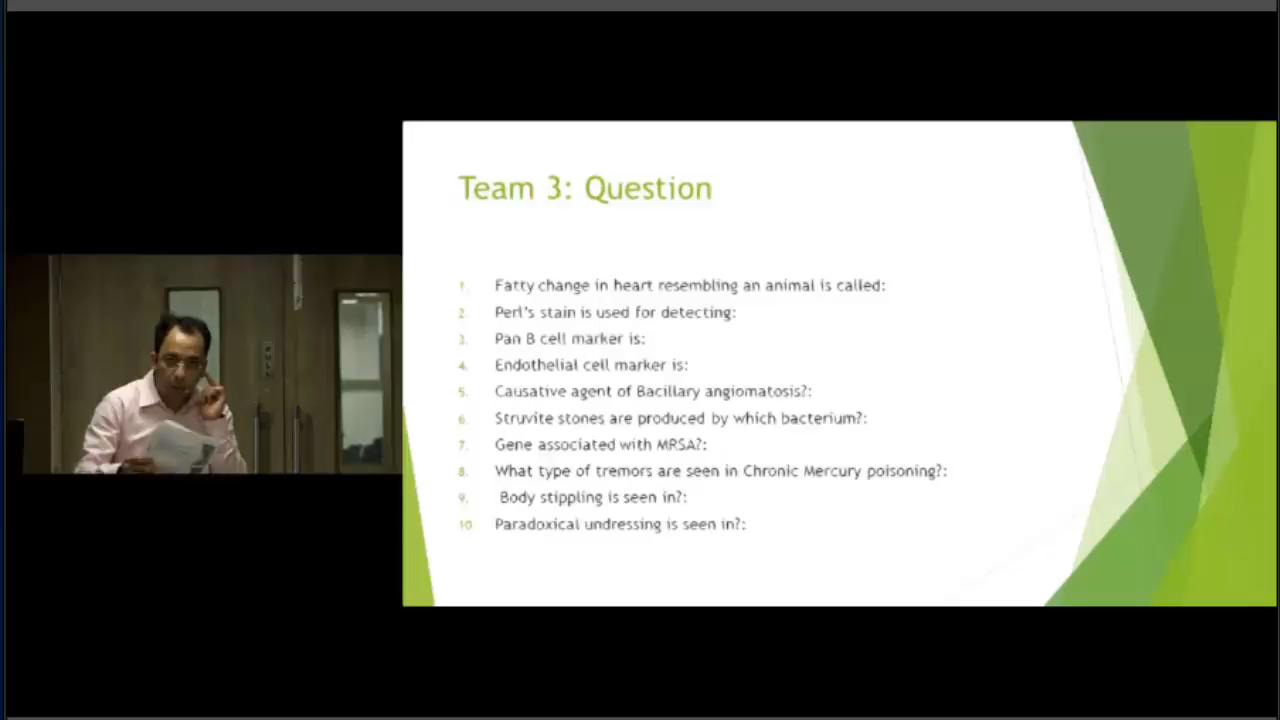 Team 3: Question
1. Fatty change in heart resembling an animal is called:
2. Perl's stain is used for detecting:
3. Pan B cell marker is:
4. Endothelial cell marker is:
5. Causative agent of Bacillary angiomatosis?:
6. Struvite stones are produced by which bacterium?:
7. Gene associated with MRSA?:
8. What type of tremors are seen in Chronic Mercury poisoning?:
9. Body stippling is seen in?:
10. Paradoxical undressing is seen in?: